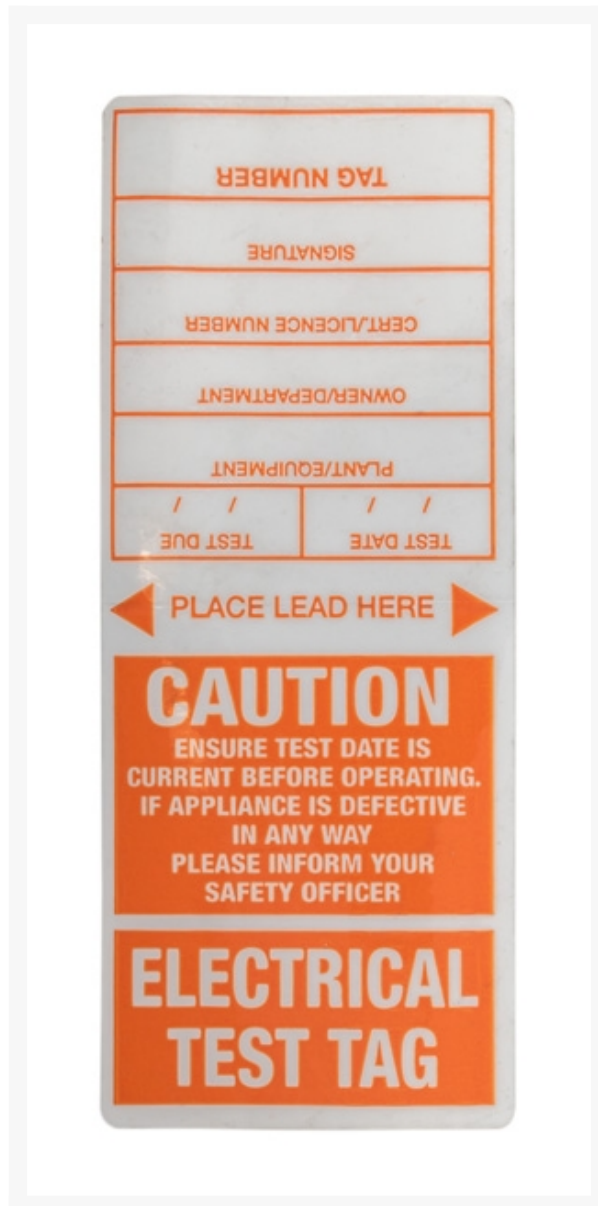 TAG NUMBER
SIGNATURE
CERT./LICENCE NUMBER
OWNER/DEPARTMENT
PLANT/EQUIPMENT
TEST DATE / / TEST DUE / /
PLACE LEAD HERE
CAUTION
ENSURE TEST DATE IS
CURRENT BEFORE OPERATING.
IF APPLIANCE IS DEFECTIVE
IN ANY WAY
PLEASE INFORM YOUR
SAFETY OFFICER
ELECTRICAL
TEST TAG